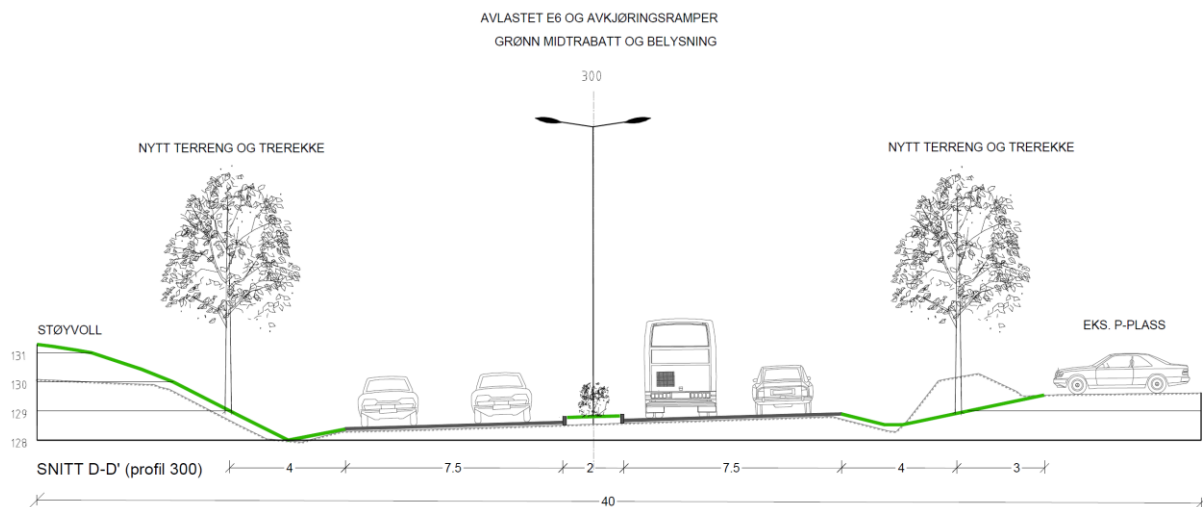 AVLASTET E6 OG AVKJØRINGSRAMPER
GRØNN MIDTRABATT OG BELYSNING
300
NYTT TERRENG OG TREREKKE
NYTT TERRENG OG TREREKKE
STØYVOLL
EKS. P-PLASS
131
130
129
128
SNITT D-D' (profil 300)
4
7.5
2
7.5
4
3
40